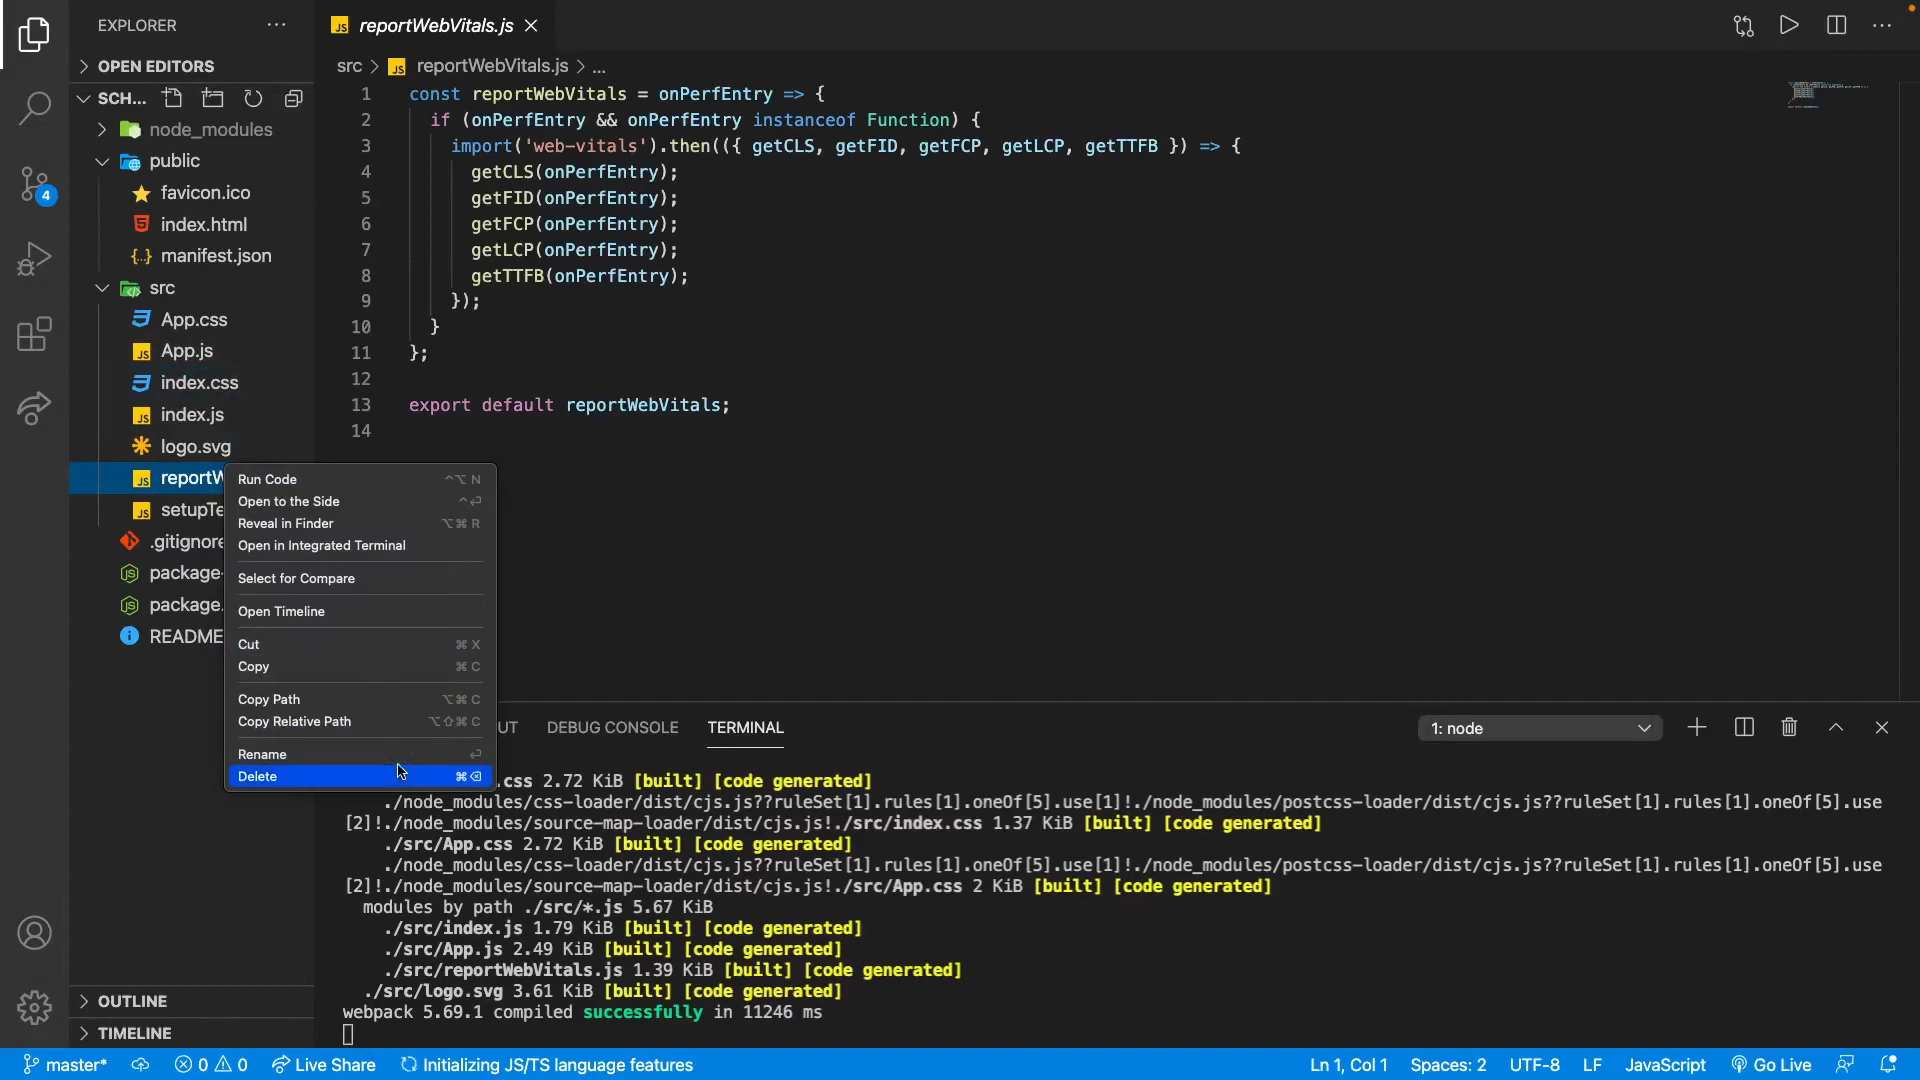 EXPLORER
reportWebVitals.js
OPEN EDITORS
src > reportWebVitals.js > ...
SCH...
node_modules
public
favicon.ico
index.html
manifest.json
src
App.css
App.js
index.css
index.js
logo.svg
reportW
setupTe
.gitignore
package-
package.
README
1 const reportWebVitals = onPerfEntry => {
2 if (onPerfEntry && onPerfEntry instanceof Function) {
3 import('web-vitals').then(({ getCLS, getFID, getFCP, getLCP, getTTFB }) => {
4 getCLS(onPerfEntry);
5 getFID(onPerfEntry);
6 getFCP(onPerfEntry);
7 getLCP(onPerfEntry);
8 getTTFB(onPerfEntry);
9 });
10 }
11 };
12
13 export default reportWebVitals;
14
4
Run Code ^⌥ N
Open to the Side ^⏎
Reveal in Finder ⌥⌘ R
Open in Integrated Terminal
Select for Compare
Open Timeline
Cut ⌘ X
Copy ⌘ C
Copy Path ⌥⌘ C
Copy Relative Path ⌥⇧⌘ C
Rename ⏎
Delete ⌘⌫
UT DEBUG CONSOLE TERMINAL 1: node
.css 2.72 KiB [built] [code generated]
./node_modules/css-loader/dist/cjs.js??ruleSet[1].rules[1].oneOf[5].use[1]!./node_modules/postcss-loader/dist/cjs.js??ruleSet[1].rules[1].oneOf[5].use
[2]!./node_modules/source-map-loader/dist/cjs.js!./src/index.css 1.37 KiB [built] [code generated]
./src/App.css 2.72 KiB [built] [code generated]
./node_modules/css-loader/dist/cjs.js??ruleSet[1].rules[1].oneOf[5].use[1]!./node_modules/postcss-loader/dist/cjs.js??ruleSet[1].rules[1].oneOf[5].use
[2]!./node_modules/source-map-loader/dist/cjs.js!./src/App.css 2 KiB [built] [code generated]
modules by path ./src/*.js 5.67 KiB
./src/index.js 1.79 KiB [built] [code generated]
./src/App.js 2.49 KiB [built] [code generated]
./src/reportWebVitals.js 1.39 KiB [built] [code generated]
./src/logo.svg 3.61 KiB [built] [code generated]
webpack 5.69.1 compiled successfully in 11246 ms
OUTLINE
TIMELINE
master* 0 0 Live Share Initializing JS/TS language features Ln 1, Col 1 Spaces: 2 UTF-8 LF JavaScript Go Live